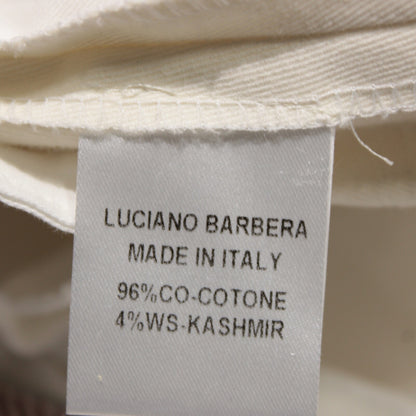 LUCIANO BARBERA
MADE IN ITALY
96%CO-COTONE
4%WS-KASHMIR